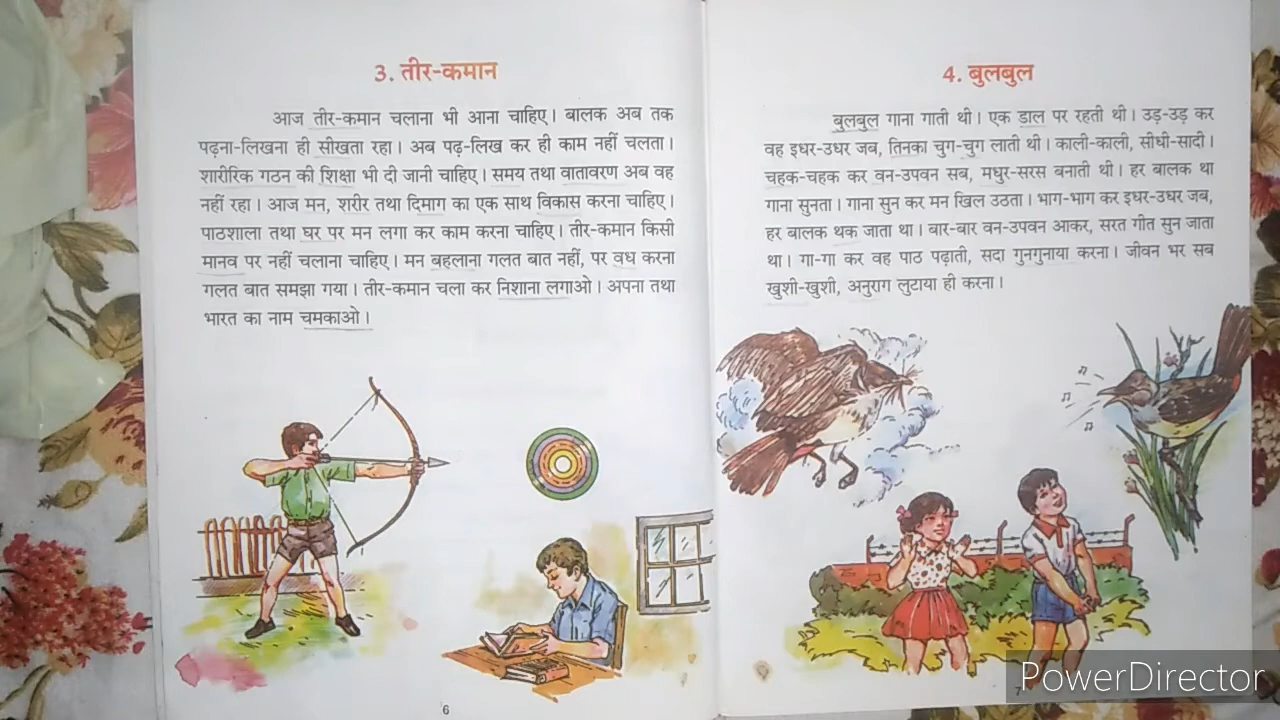 3. तीर-कमान
आज तीर-कमान चलाना भी आना चाहिए। बालक अब तक
पढ़ना-लिखना ही सीखता रहा। अब पढ़-लिख कर ही काम नहीं चलता।
शारीरिक गठन की शिक्षा भी दी जानी चाहिए। समय तथा वातावरण अब वह
नहीं रहा। आज मन, शरीर तथा दिमाग का एक साथ विकास करना चाहिए।
पाठशाला तथा घर पर मन लगा कर काम करना चाहिए। तीर-कमान किसी
मानव पर नहीं चलाना चाहिए। मन बहलाना गलत बात नहीं, पर वध करना
गलत बात समझा गया। तीर-कमान चला कर निशाना लगाओ। अपना तथा
भारत का नाम चमकाओ।
6
4. बुलबुल
बुलबुल गाना गाती थी। एक डाल पर रहती थी। उड़-उड़ कर
वह इधर-उधर जब, तिनका चुग-चुग लाती थी। काली-काली, सीधी-सादी।
चहक-चहक कर वन-उपवन सब, मधुर-सरस बनाती थी। हर बालक था
गाना सुनता। गाना सुन कर मन खिल उठता। भाग-भाग कर इधर-उधर जब,
हर बालक थक जाता था। बार-बार वन-उपवन आकर, सरत गीत सुन जाता
था। गा-गा कर वह पाठ पढ़ाती, सदा गुनगुनाया करना। जीवन भर सब
खुशी-खुशी, अनुराग लुटाया ही करना।
7
PowerDirector